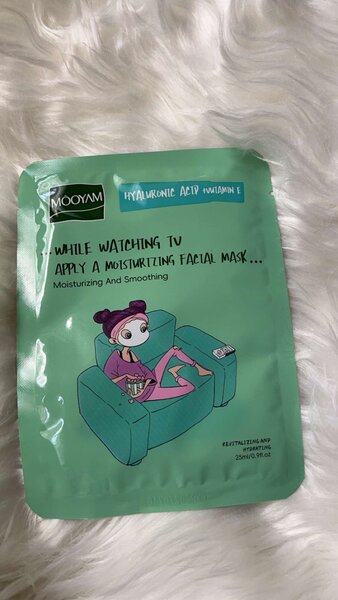 MOOYAM
HYALURONIC ACID +VITAMIN E
...WHILE WATCHING TV
APPLY A MOISTURIZING FACIAL MASK...
Moisturizing And Smoothing
REVITALIZING AND
HYDRATING
25ml/0.9fl.oz